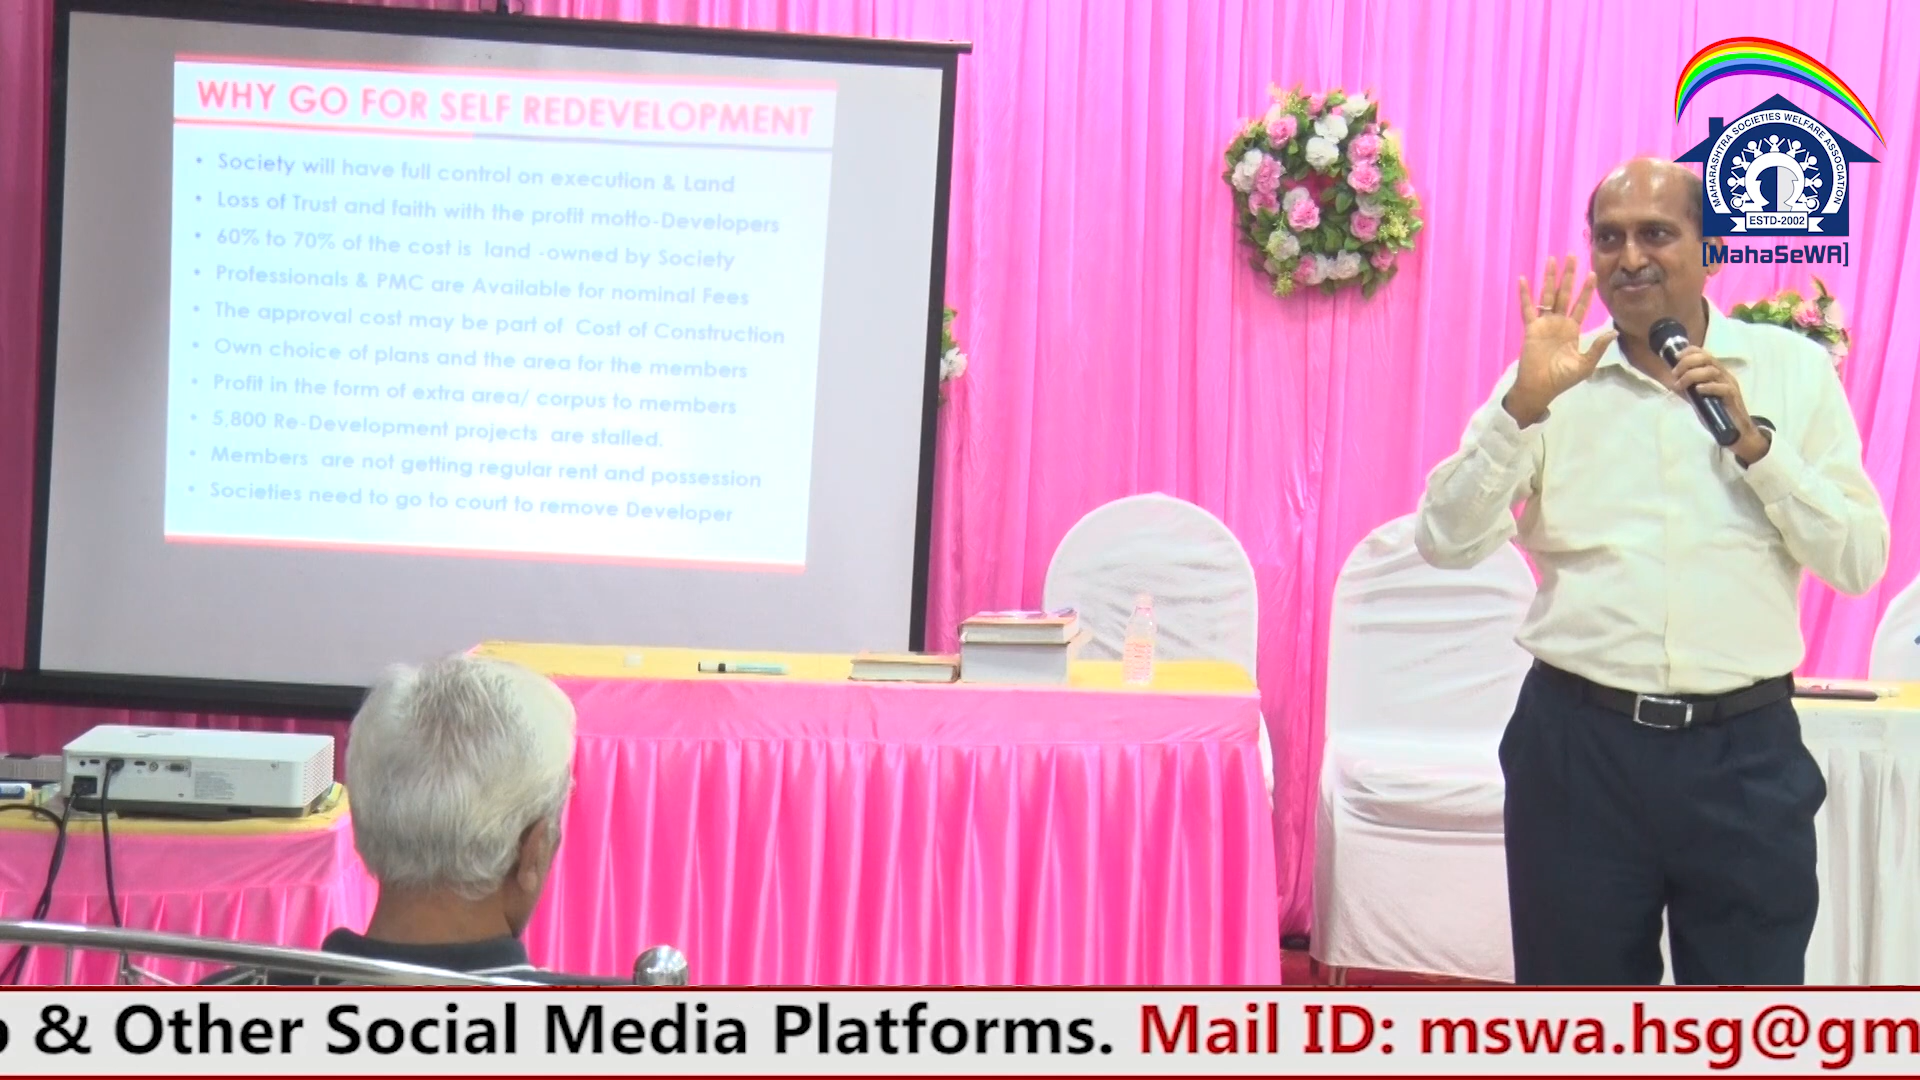 WHY GO FOR SELF REDEVELOPMENT
• Society will have full control on execution & Land
• Loss of Trust and faith with the profit motto-Developers
• 60% to 70% of the cost is land -owned by Society
• Professionals & PMC are Available for nominal Fees
• The approval cost may be part of Cost of Construction
• Own choice of plans and the area for the members
• Profit in the form of extra area/ corpus to members
• 5,800 Re-Development projects are stalled.
• Members are not getting regular rent and possession
• Societies need to go to court to remove Developer
MAHARASHTRA SOCIETIES WELFARE ASSOCIATION
ESTD-2002
[MahaSeWA]
& Other Social Media Platforms. Mail ID: mswa.hsg@gm